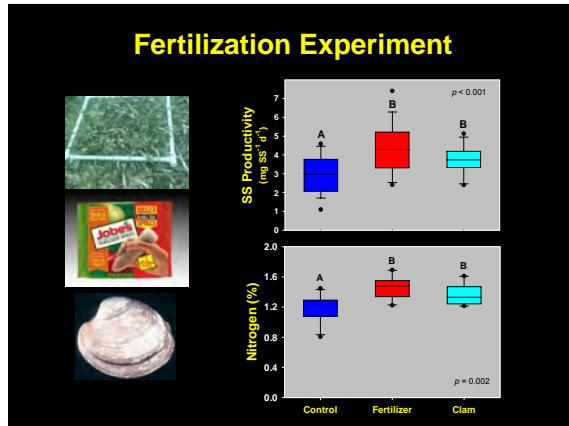 Fertilization Experiment
Jobe's
SS Productivity
(mg SS⁻¹ d⁻¹)
7
6
5
4
3
2
1
0
A
B
B
p < 0.001
Nitrogen (%)
2.0
1.6
1.2
0.8
0.4
0.0
A
B
B
p = 0.002
Control
Fertilizer
Clam